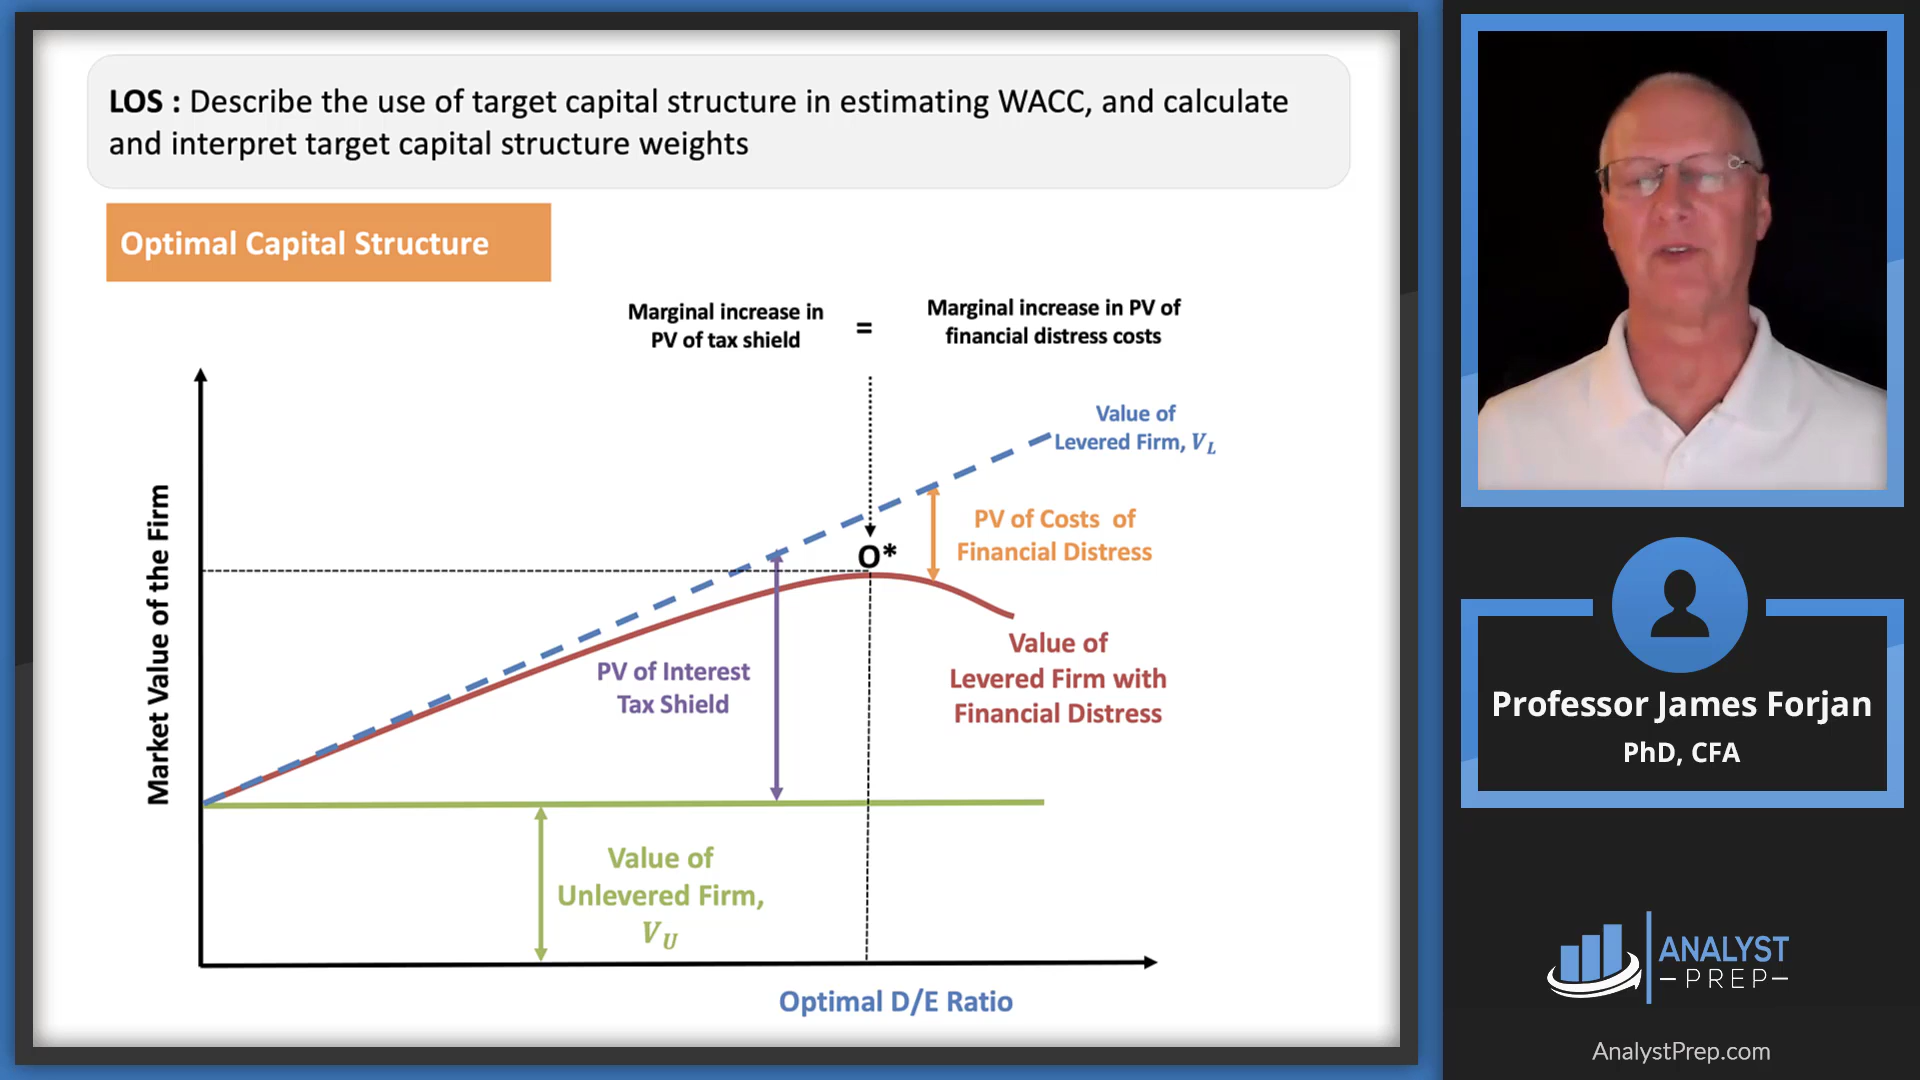 LOS : Describe the use of target capital structure in estimating WACC, and calculate
and interpret target capital structure weights
Optimal Capital Structure
Marginal increase in
PV of tax shield
=
Marginal increase in PV of
financial distress costs
Value of
Levered Firm, V_L
O*
PV of Costs of
Financial Distress
Market Value of the Firm
PV of Interest
Tax Shield
Value of
Levered Firm with
Financial Distress
Value of
Unlevered Firm,
V_U
Optimal D/E Ratio
Professor James Forjan
PhD, CFA
ANALYST
PREP
AnalystPrep.com